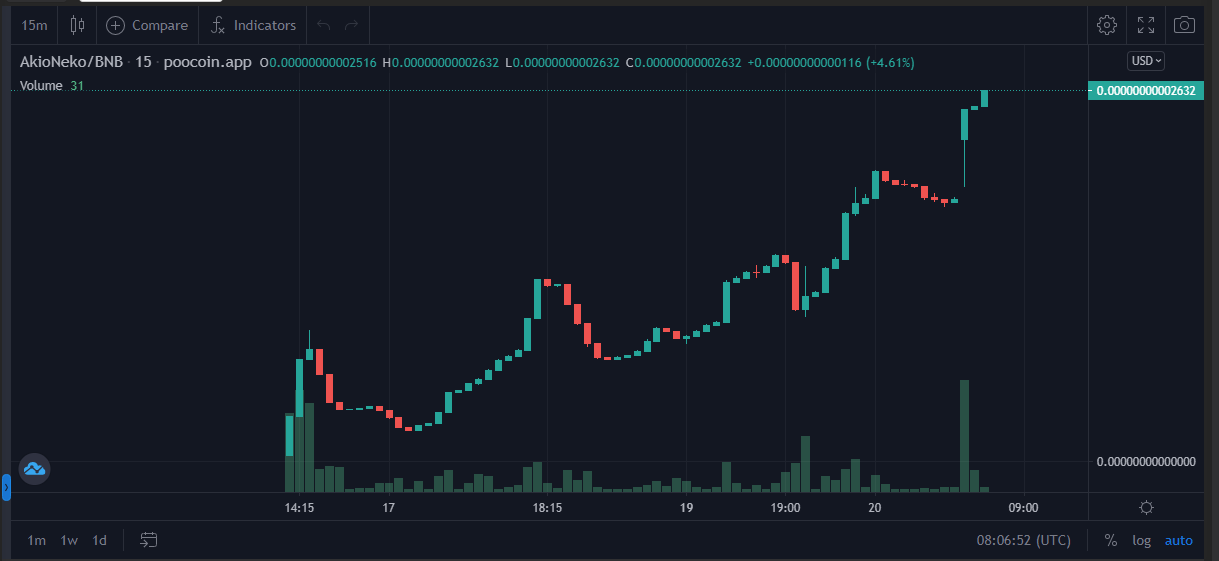 15m Compare Indicators
AkioNeko/BNB · 15 · poocoin.app O0.00000000002516 H0.00000000002632 L0.00000000002632 C0.00000000002632 +0.00000000000116 (+4.61%) USD
Volume 31
0.00000000002632
0.00000000000000
14:15 17 18:15 19 19:00 20 09:00
1m 1w 1d 08:06:52 (UTC) % log auto